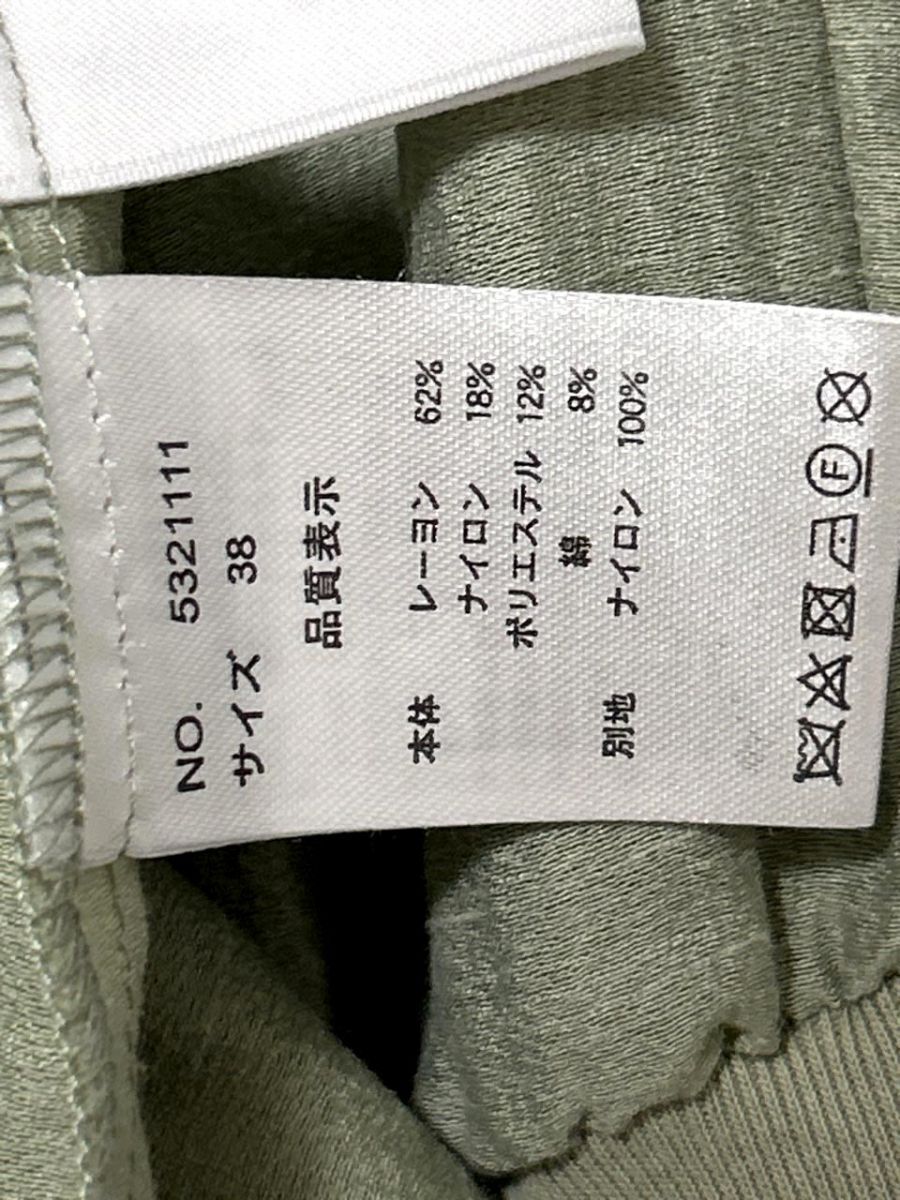 NO. 5321111
サイズ 38
品質表示
本体 レーヨン 62%
ナイロン 18%
ポリエステル 12%
綿 8%
別地 ナイロン 100%
F